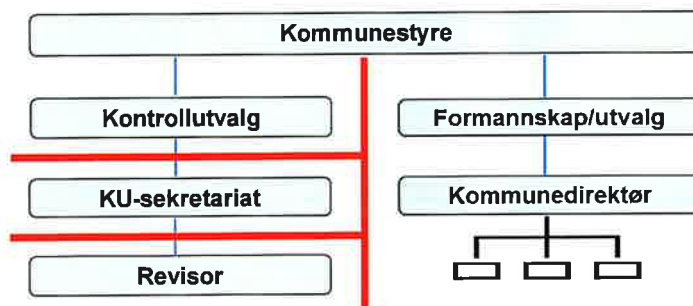 Kommunestyre
Kontrollutvalg
Formannskap/utvalg
KU-sekretariat
Kommunedirektør
Revisor